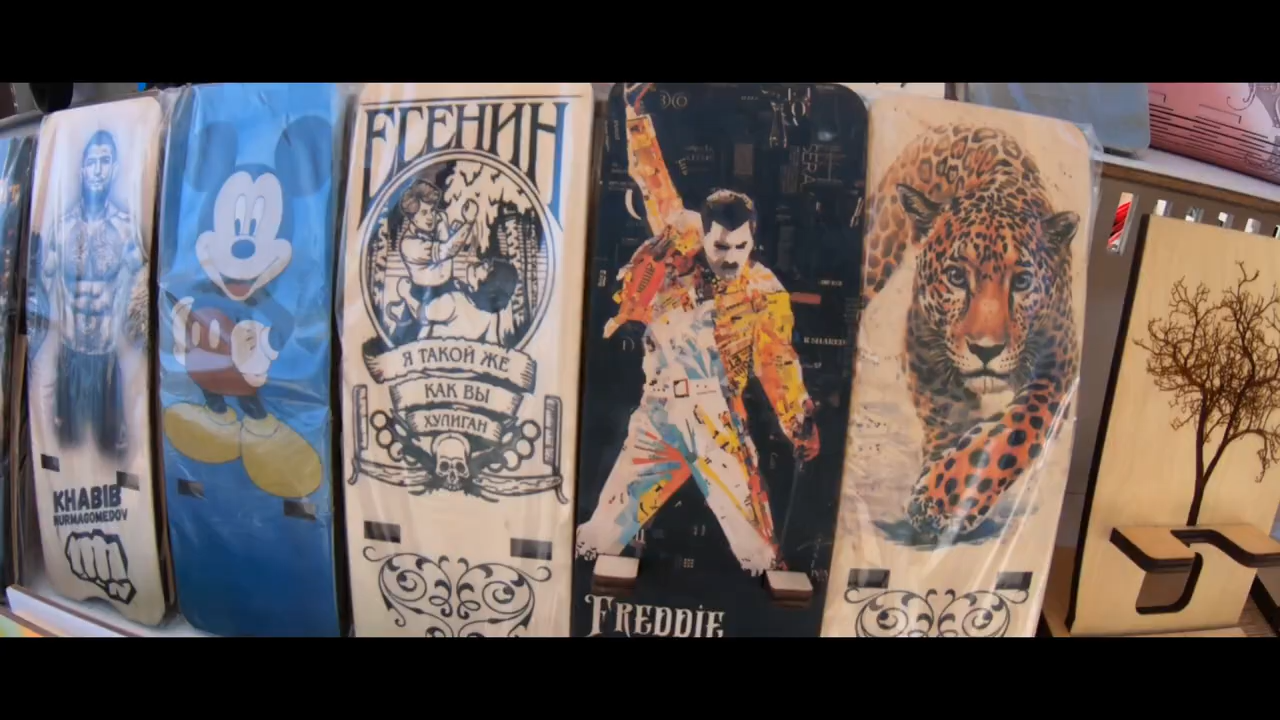 KHABIB
NURMAGOMEDOV
ЕСЕНИН
Я ТАКОЙ ЖЕ
КАК ВЫ
ХУЛИГАН
FREDDIE